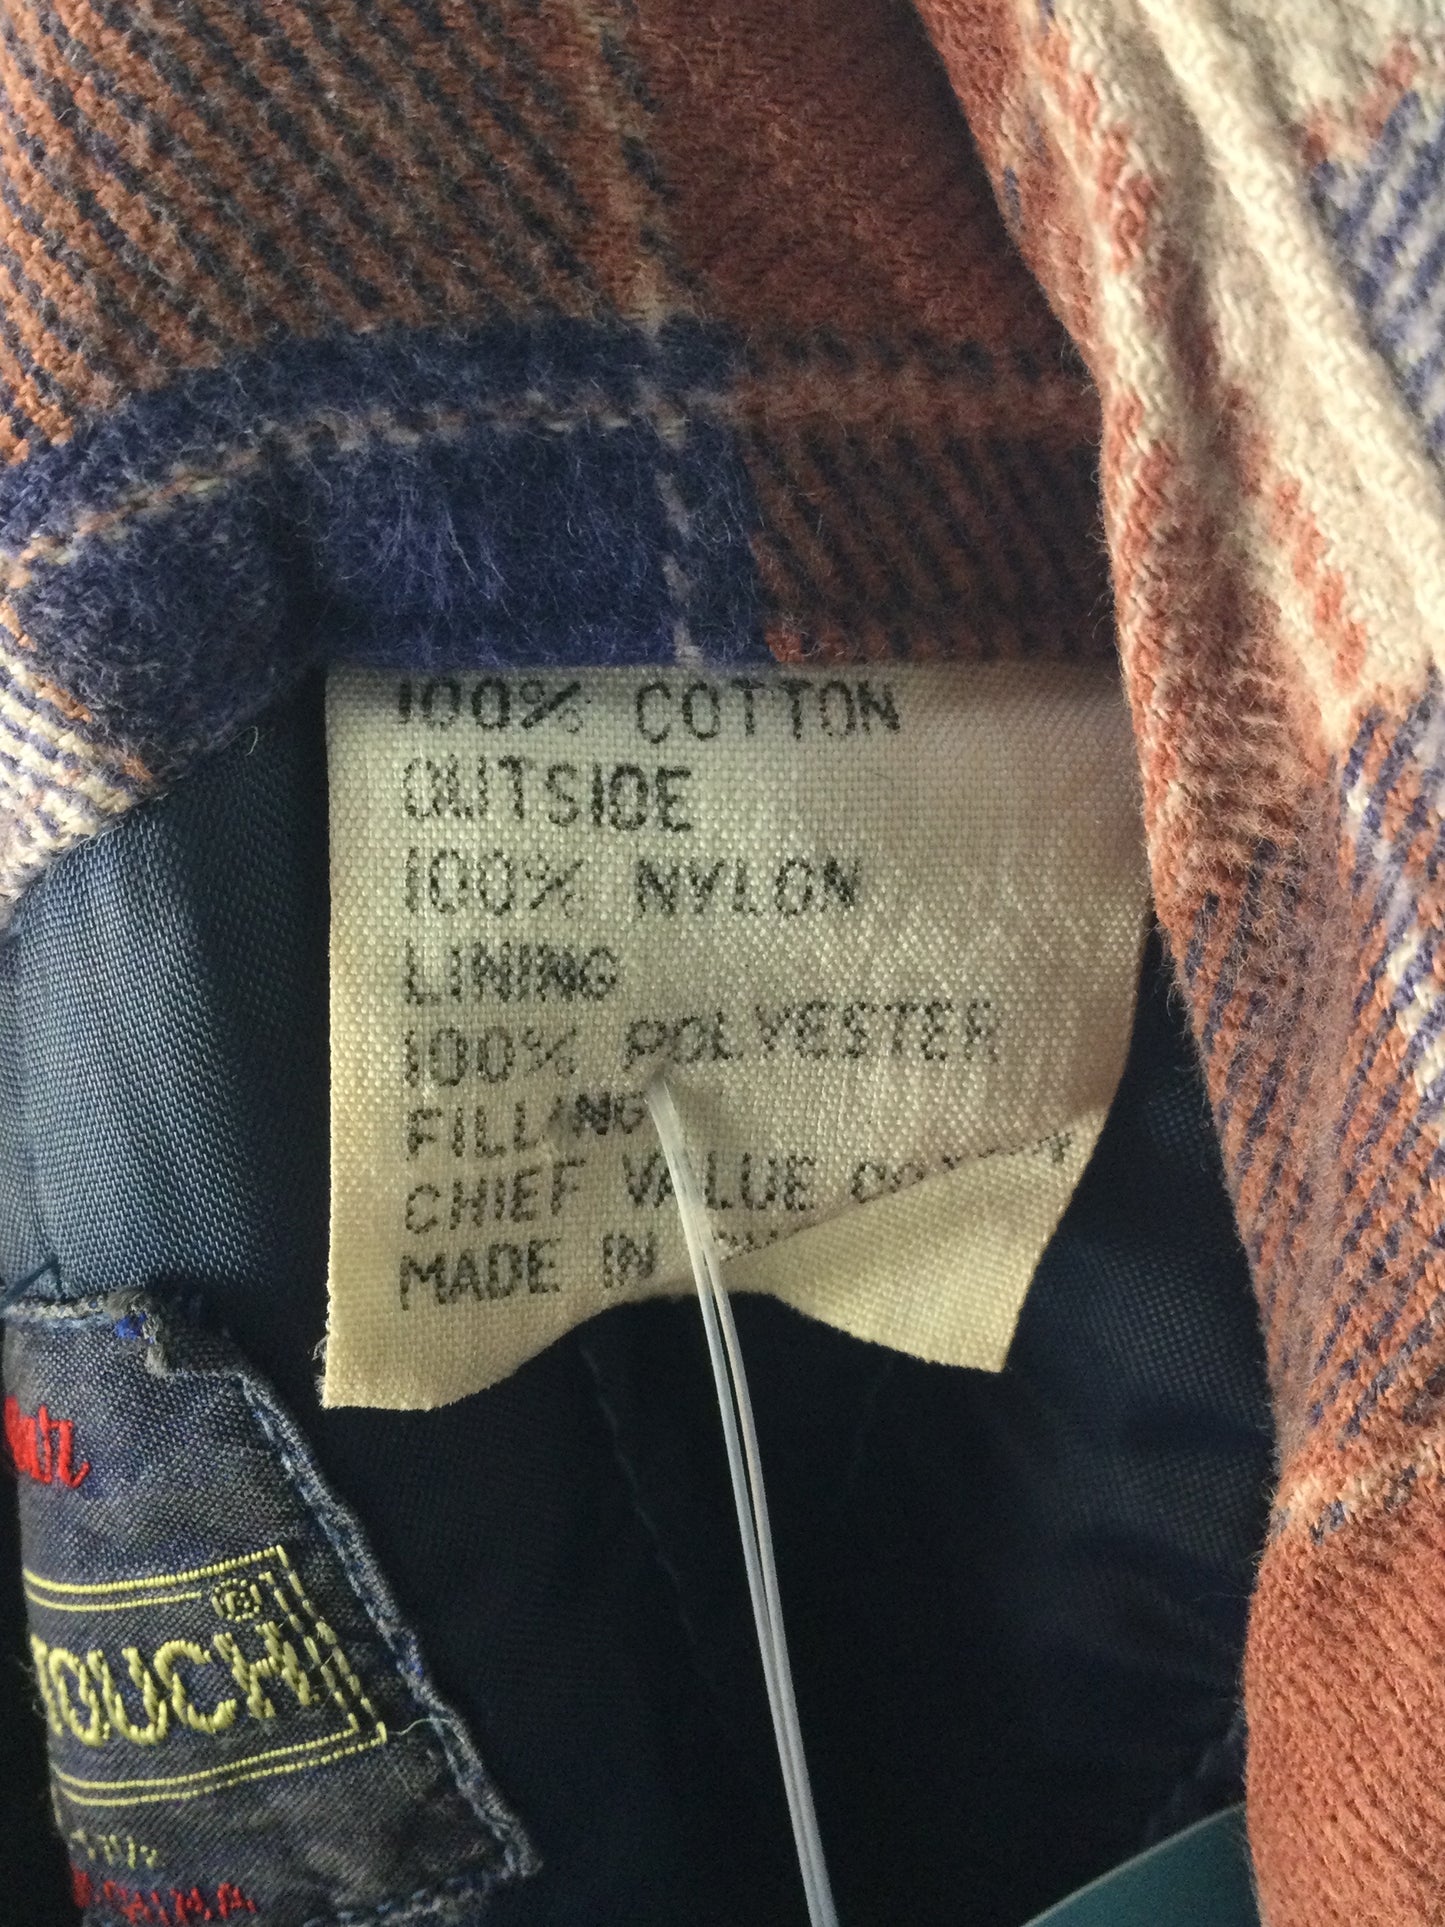 100% COTTON
OUTSIDE
100% NYLON
LINING
100% POLYESTER
FILLING
CHIEF VALUE
MADE IN
TOUCH